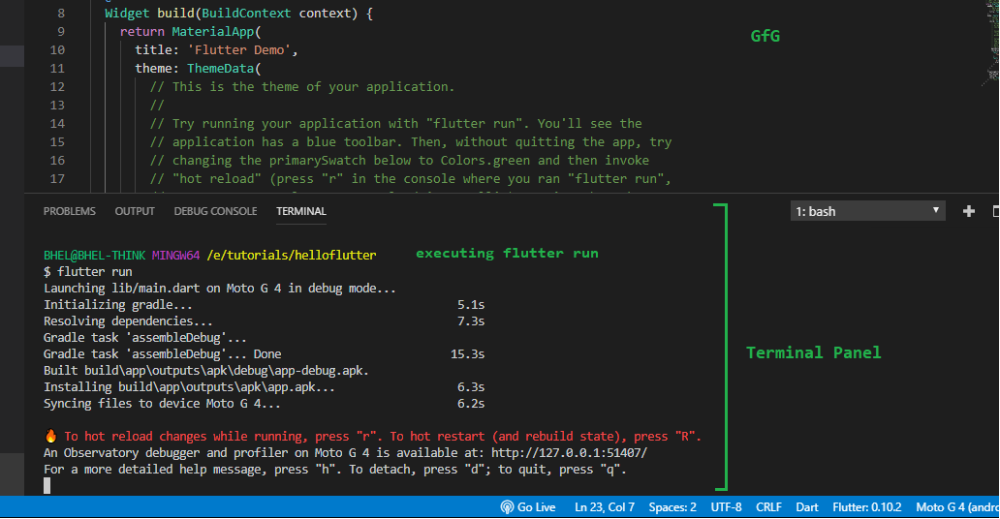 8 Widget build(BuildContext context) {
9 return MaterialApp(
GfG
10 title: 'Flutter Demo',
11 theme: ThemeData(
12 // This is the theme of your application.
13 //
14 // Try running your application with "flutter run". You'll see the
15 // application has a blue toolbar. Then, without quitting the app, try
16 // changing the primarySwatch below to Colors.green and then invoke
17 // "hot reload" (press "r" in the console where you ran "flutter run",
PROBLEMS OUTPUT DEBUG CONSOLE TERMINAL 1: bash
BHEL@BHEL-THINK MINGW64 /e/tutorials/helloflutter executing flutter run
$ flutter run
Launching lib/main.dart on Moto G 4 in debug mode...
Initializing gradle... 5.1s
Resolving dependencies... 7.3s
Gradle task 'assembleDebug'...
Gradle task 'assembleDebug'... Done 15.3s
Terminal Panel
Built build\app\outputs\apk\debug\app-debug.apk.
Installing build\app\outputs\apk\app.apk... 6.3s
Syncing files to device Moto G 4... 6.2s
🔥 To hot reload changes while running, press "r". To hot restart (and rebuild state), press "R".
An Observatory debugger and profiler on Moto G 4 is available at: http://127.0.0.1:51407/
For a more detailed help message, press "h". To detach, press "d"; to quit, press "q".
Go Live Ln 23, Col 7 Spaces: 2 UTF-8 CRLF Dart Flutter: 0.10.2 Moto G 4 (andro